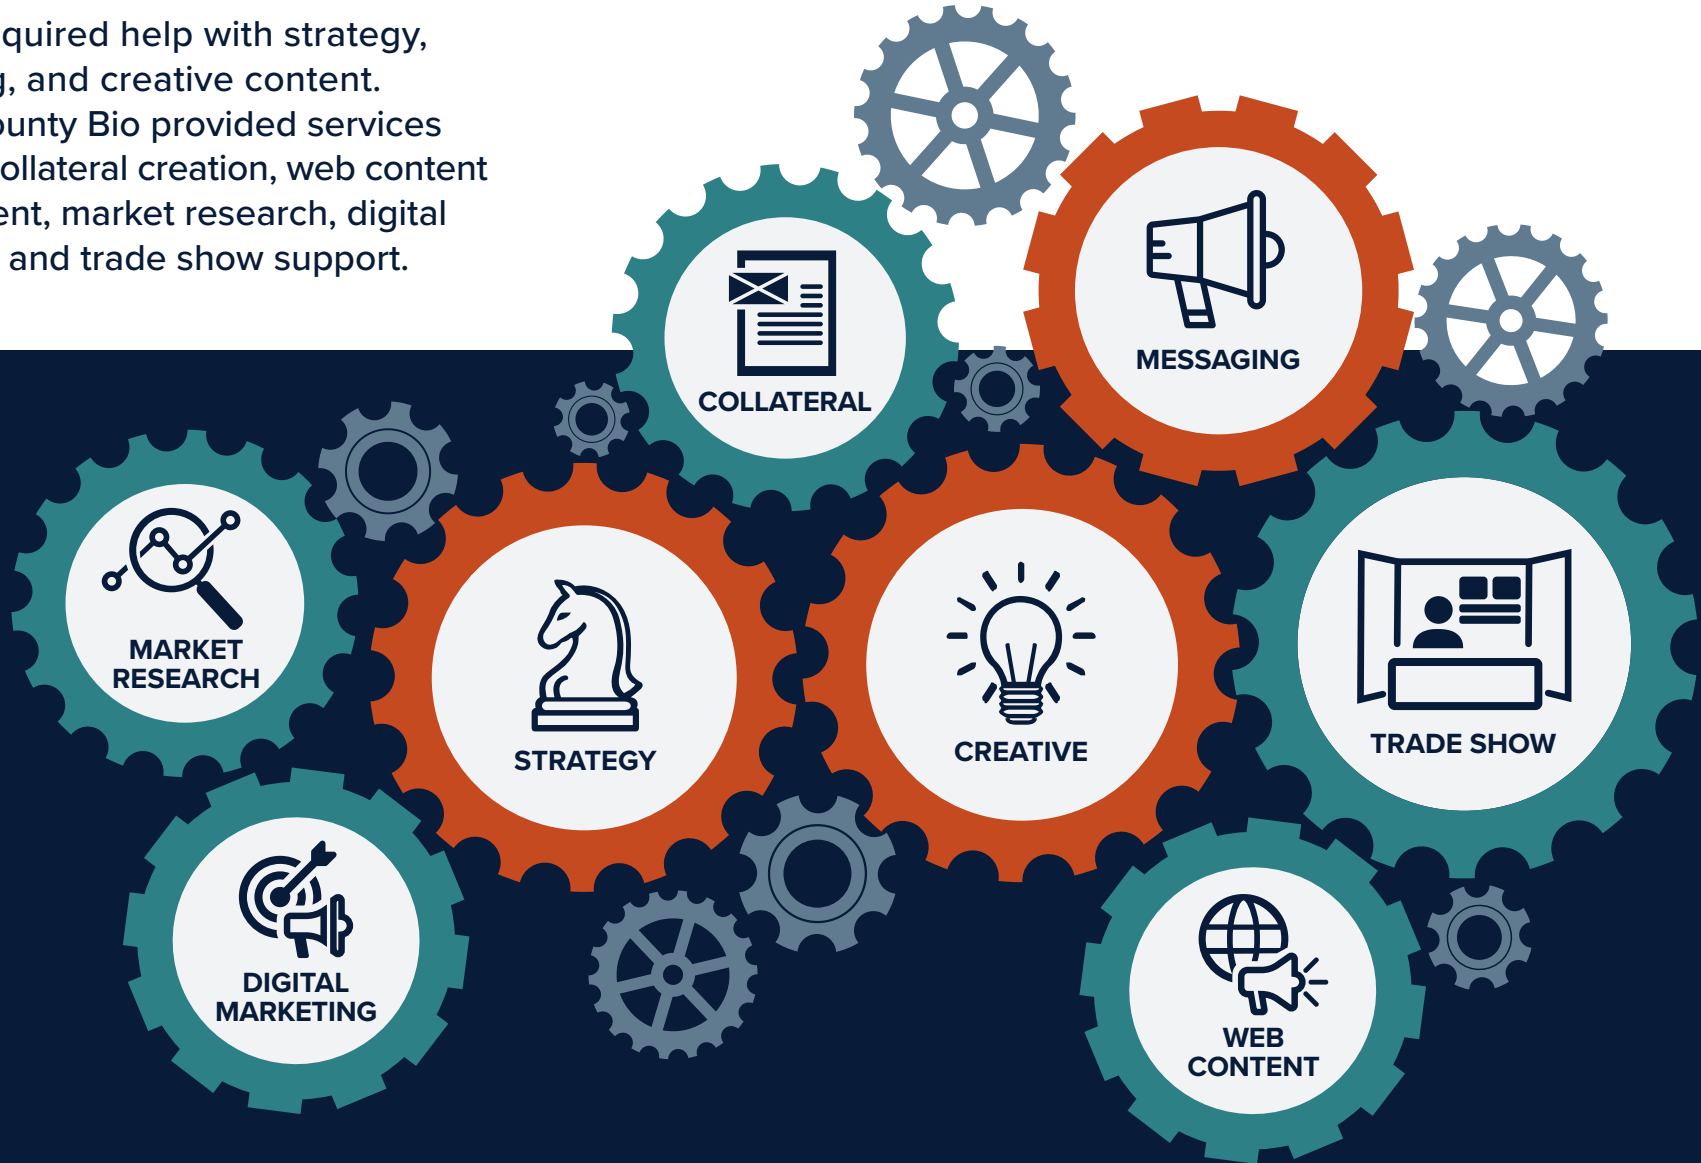 quired help with strategy,
, and creative content.
ounty Bio provided services
ollateral creation, web content
ent, market research, digital
and trade show support.
MESSAGING
COLLATERAL
MARKET
RESEARCH
STRATEGY
CREATIVE
TRADE SHOW
DIGITAL
MARKETING
WEB
CONTENT